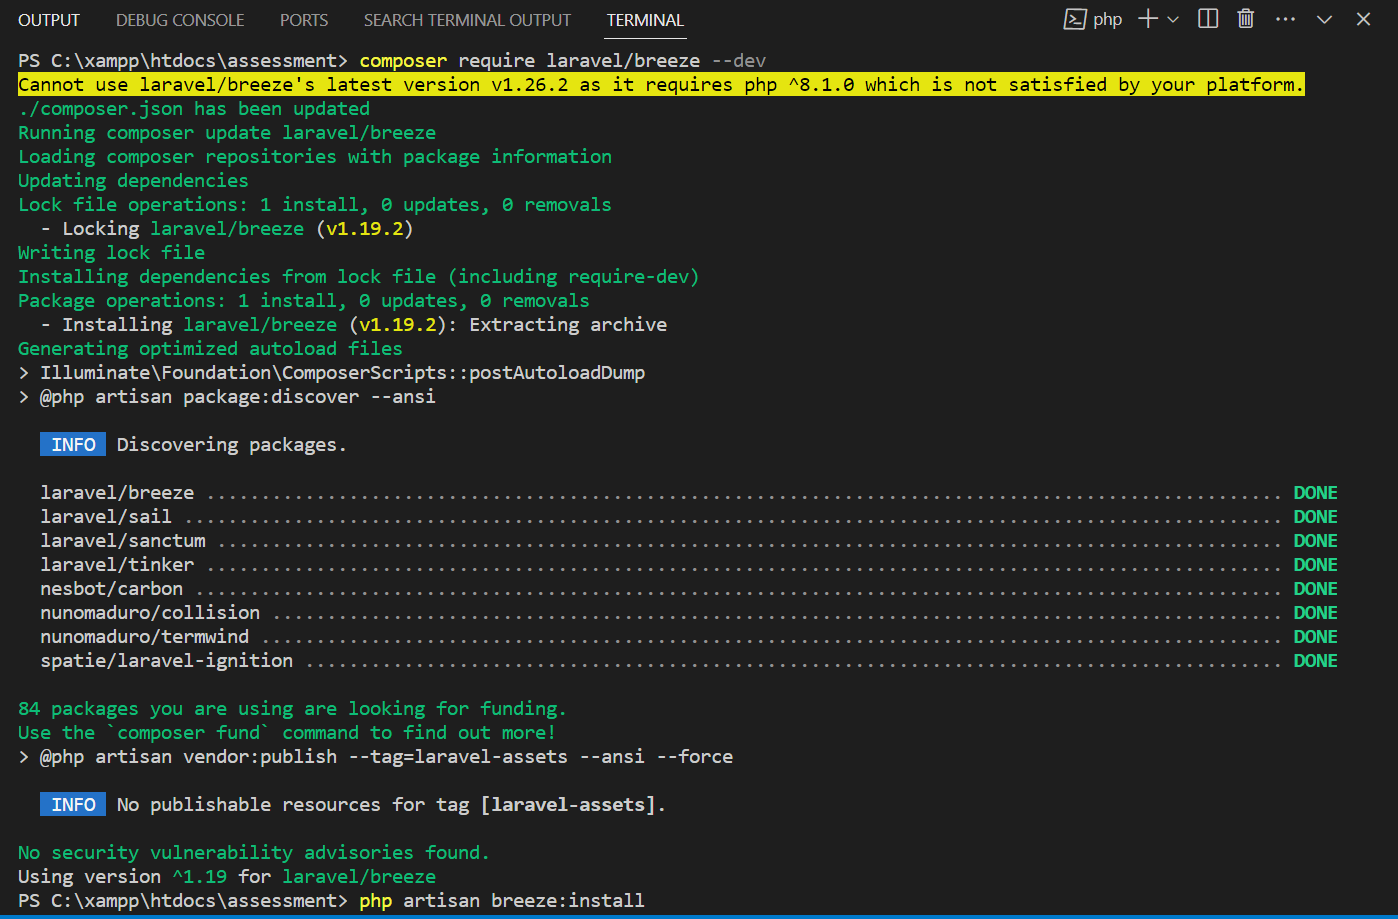 OUTPUT DEBUG CONSOLE PORTS SEARCH TERMINAL OUTPUT TERMINAL php
PS C:\xampp\htdocs\assessment> composer require laravel/breeze --dev
Cannot use laravel/breeze's latest version v1.26.2 as it requires php ^8.1.0 which is not satisfied by your platform.
./composer.json has been updated
Running composer update laravel/breeze
Loading composer repositories with package information
Updating dependencies
Lock file operations: 1 install, 0 updates, 0 removals
  - Locking laravel/breeze (v1.19.2)
Writing lock file
Installing dependencies from lock file (including require-dev)
Package operations: 1 install, 0 updates, 0 removals
  - Installing laravel/breeze (v1.19.2): Extracting archive
Generating optimized autoload files
> Illuminate\Foundation\ComposerScripts::postAutoloadDump
> @php artisan package:discover --ansi
INFO Discovering packages.
laravel/breeze .................................................................................................. DONE
laravel/sail .................................................................................................... DONE
laravel/sanctum ................................................................................................. DONE
laravel/tinker .................................................................................................. DONE
nesbot/carbon ................................................................................................... DONE
nunomaduro/collision ............................................................................................ DONE
nunomaduro/termwind ............................................................................................. DONE
spatie/laravel-ignition ......................................................................................... DONE
84 packages you are using are looking for funding.
Use the `composer fund` command to find out more!
> @php artisan vendor:publish --tag=laravel-assets --ansi --force
INFO No publishable resources for tag [laravel-assets].
No security vulnerability advisories found.
Using version ^1.19 for laravel/breeze
PS C:\xampp\htdocs\assessment> php artisan breeze:install